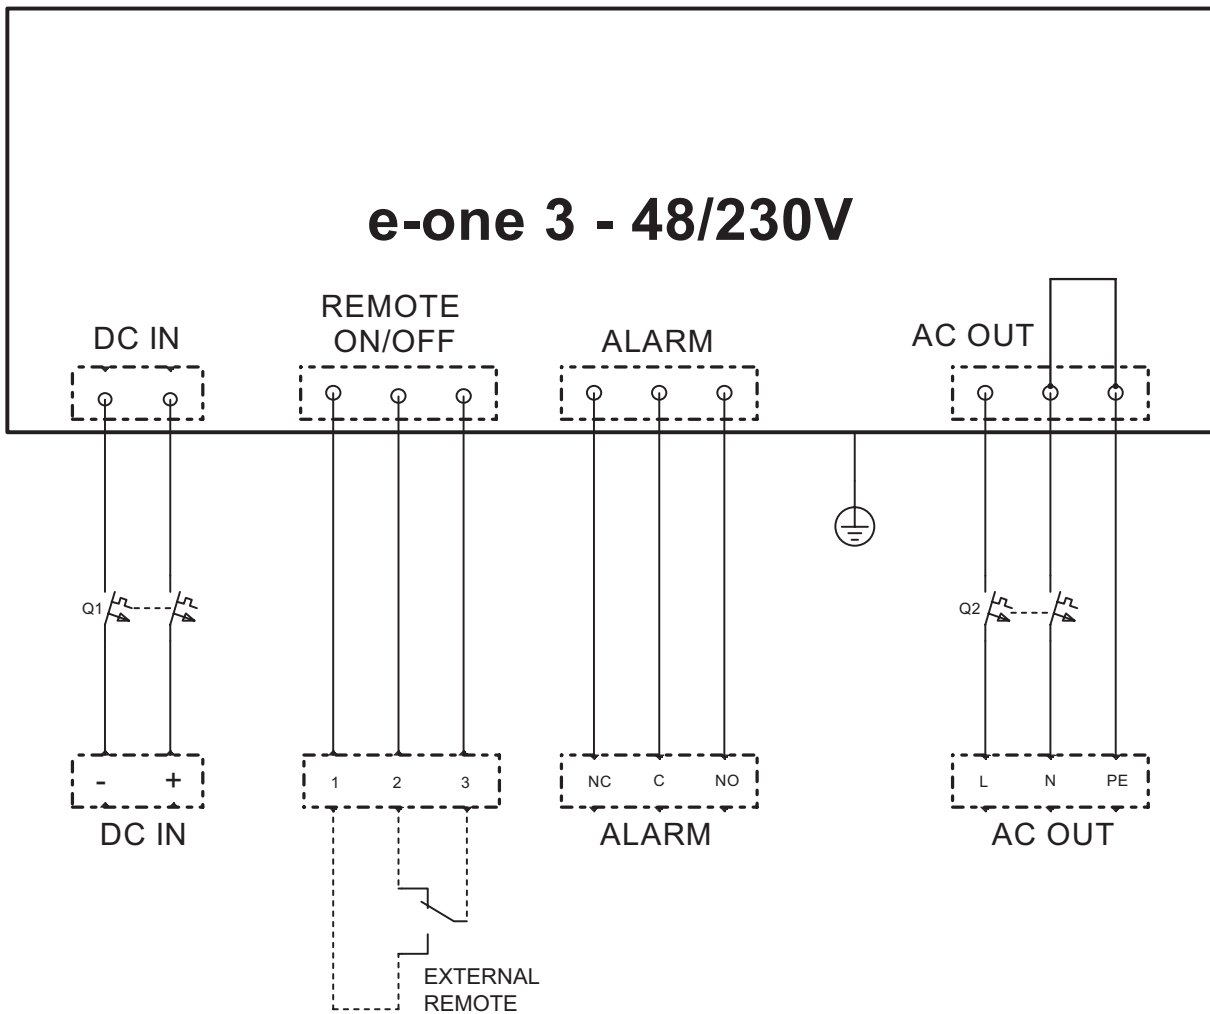 e-one 3 - 48/230V
DC IN
REMOTE
ON/OFF
ALARM
AC OUT
Q1
Q2
- +
1 2 3
NC C NO
L N PE
DC IN
ALARM
AC OUT
EXTERNAL
REMOTE